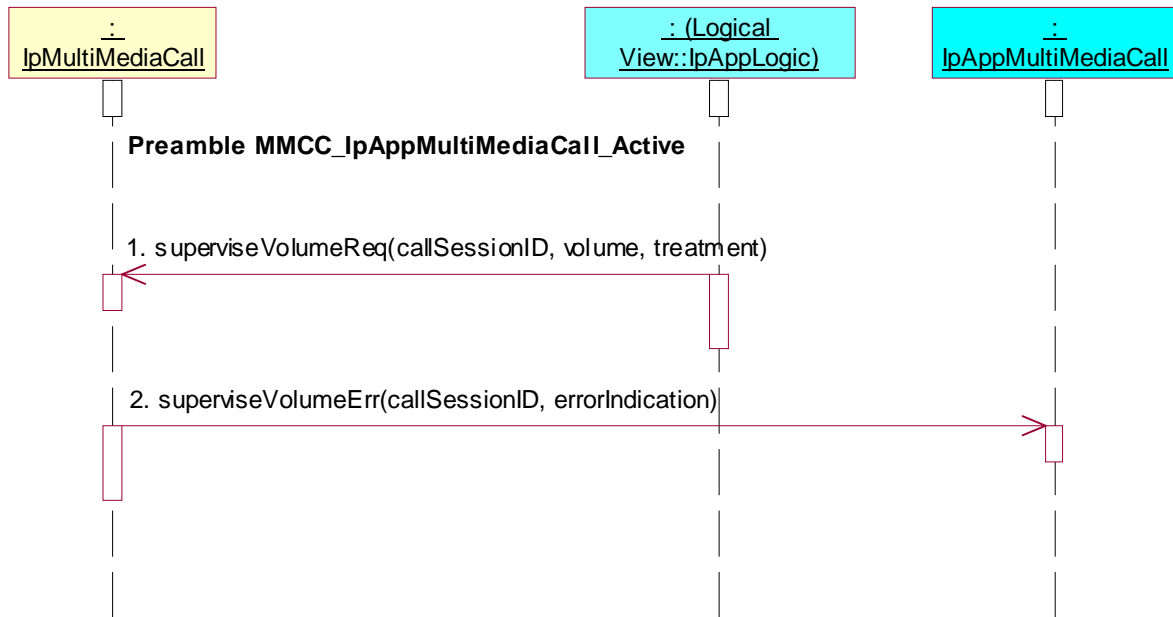 :
IpMultiMediaCall
: (Logical
View::IpAppLogic)
:
IpAppMultiMediaCall
Preamble MMCC_IpAppMultiMediaCall_Active
1. superviseVolumeReq(callSessionID, volume, treatment)
2. superviseVolumeErr(callSessionID, errorIndication)